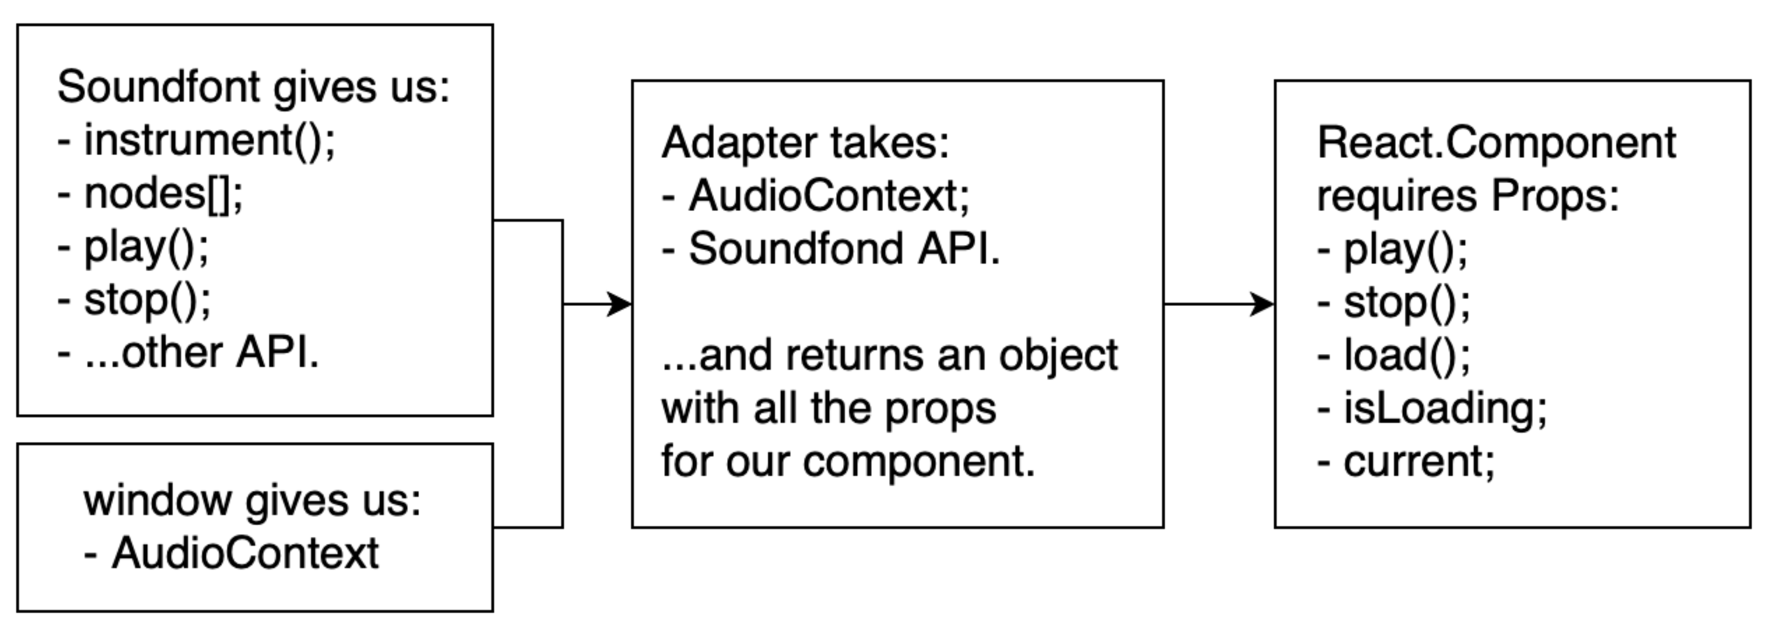 Soundfont gives us:
- instrument();
- nodes[];
- play();
- stop();
- ...other API.
window gives us:
- AudioContext
Adapter takes:
- AudioContext;
- Soundfond API.
...and returns an object
with all the props
for our component.
React.Component
requires Props:
- play();
- stop();
- load();
- isLoading;
- current;